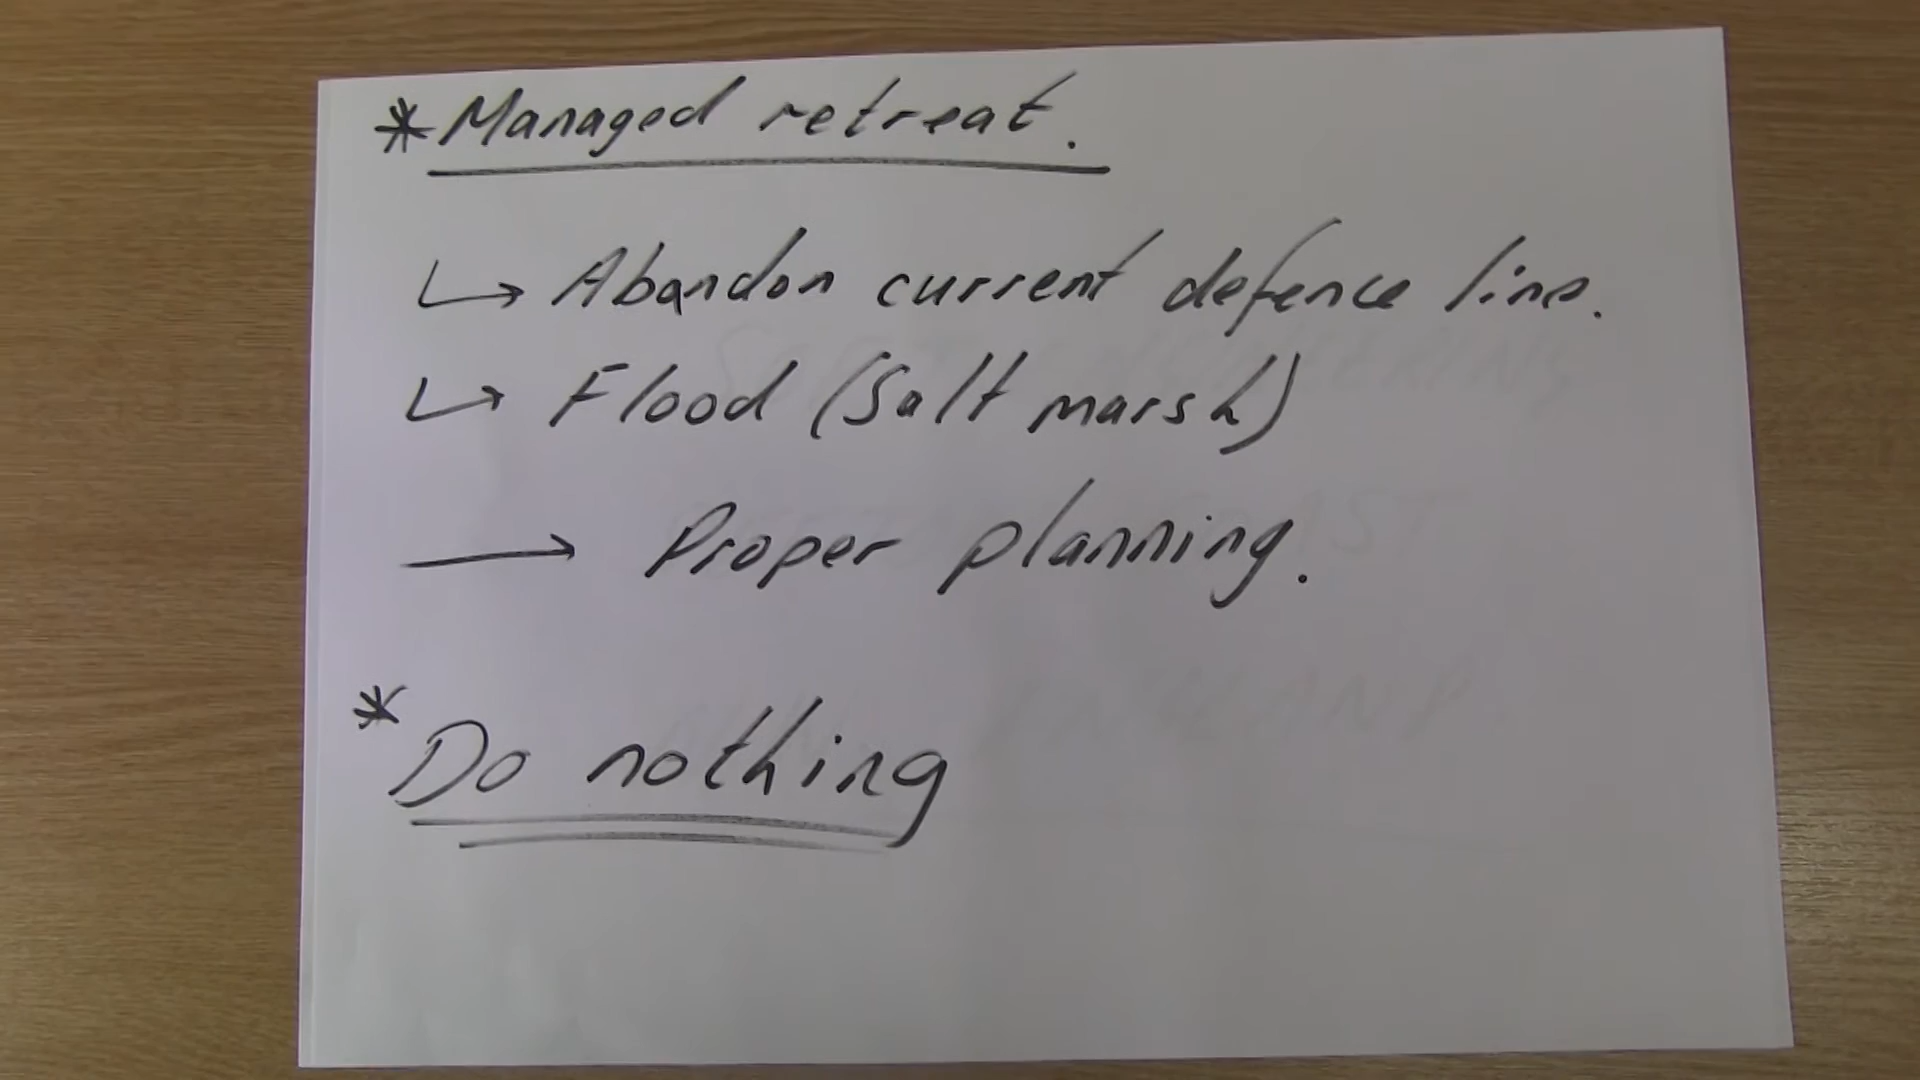 * Managed retreat.
↳ Abandon current defence line.
↳ Flood (Salt marsh)
→ Proper planning.
* Do nothing